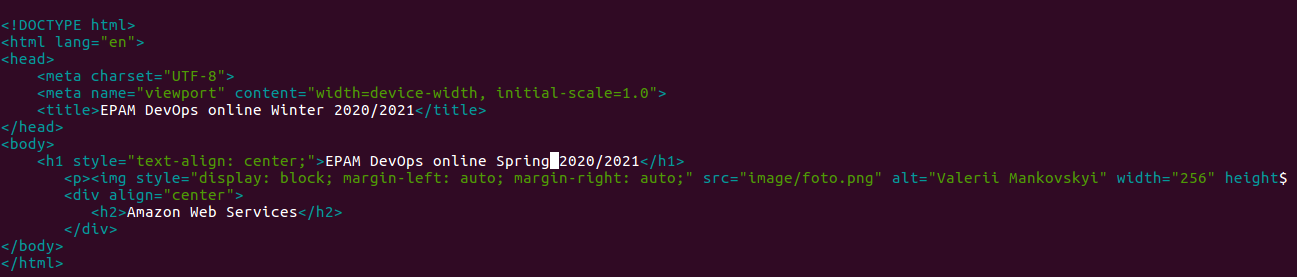 <!DOCTYPE html>
<html lang="en">
<head>
    <meta charset="UTF-8">
    <meta name="viewport" content="width=device-width, initial-scale=1.0">
    <title>EPAM DevOps online Winter 2020/2021</title>
</head>
<body>
    <h1 style="text-align: center;">EPAM DevOps online Spring 2020/2021</h1>
       <p><img style="display: block; margin-left: auto; margin-right: auto;" src="image/foto.png" alt="Valerii Mankovskyi" width="256" height$
       <div align="center">
          <h2>Amazon Web Services</h2>
       </div>
</body>
</html>